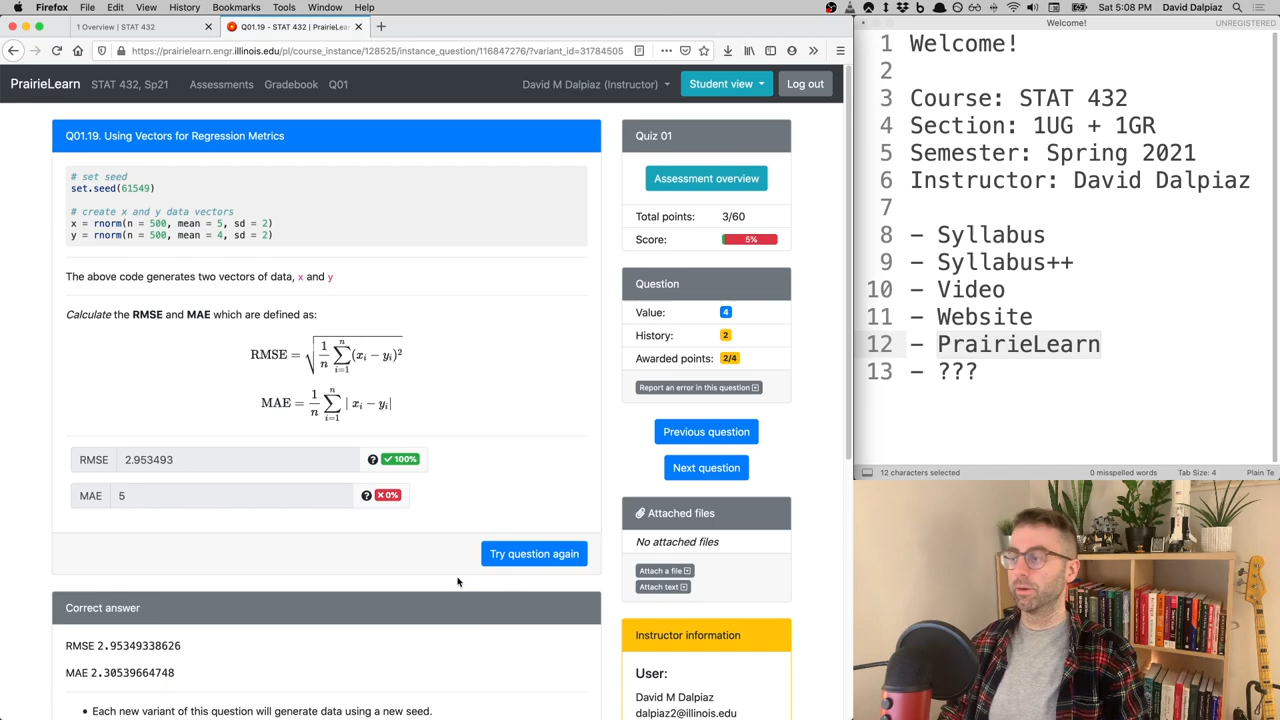 Firefox File Edit View History Bookmarks Tools Window Help
Sat 5:08 PM David Dalpiaz
1 Overview | STAT 432
Q01.19 - STAT 432 | PrairieLearn
https://prairielearn.engr.illinois.edu/pl/course_instance/128525/instance_question/116847276/?variant_id=31784505
PrairieLearn STAT 432, Sp21 Assessments Gradebook Q01 David M Dalpiaz (Instructor) Student view Log out
Q01.19. Using Vectors for Regression Metrics
# set seed
set.seed(61549)
# create x and y data vectors
x = rnorm(n = 500, mean = 5, sd = 2)
y = rnorm(n = 500, mean = 4, sd = 2)
The above code generates two vectors of data, x and y
Calculate the RMSE and MAE which are defined as:
RMSE = √(1/n ∑_{i=1}^{n} (x_i − y_i)²)
MAE = 1/n ∑_{i=1}^{n} | x_i − y_i|
RMSE 2.953493 100%
MAE 5 0%
Try question again
Correct answer
RMSE 2.95349338626
MAE 2.30539664748
• Each new variant of this question will generate data using a new seed.
Quiz 01
Assessment overview
Total points: 3/60
Score: 5%
Question
Value: 4
History: 2
Awarded points: 2/4
Report an error in this question
Previous question
Next question
Attached files
No attached files
Attach a file
Attach text
Instructor information
User:
David M Dalpiaz
dalpiaz2@illinois.edu
Welcome! UNREGISTERED
1 Welcome!
2
3 Course: STAT 432
4 Section: 1UG + 1GR
5 Semester: Spring 2021
6 Instructor: David Dalpiaz
7
8 - Syllabus
9 - Syllabus++
10 - Video
11 - Website
12 - PrairieLearn
13 - ???
12 characters selected 0 misspelled words Tab Size: 4 Plain Te